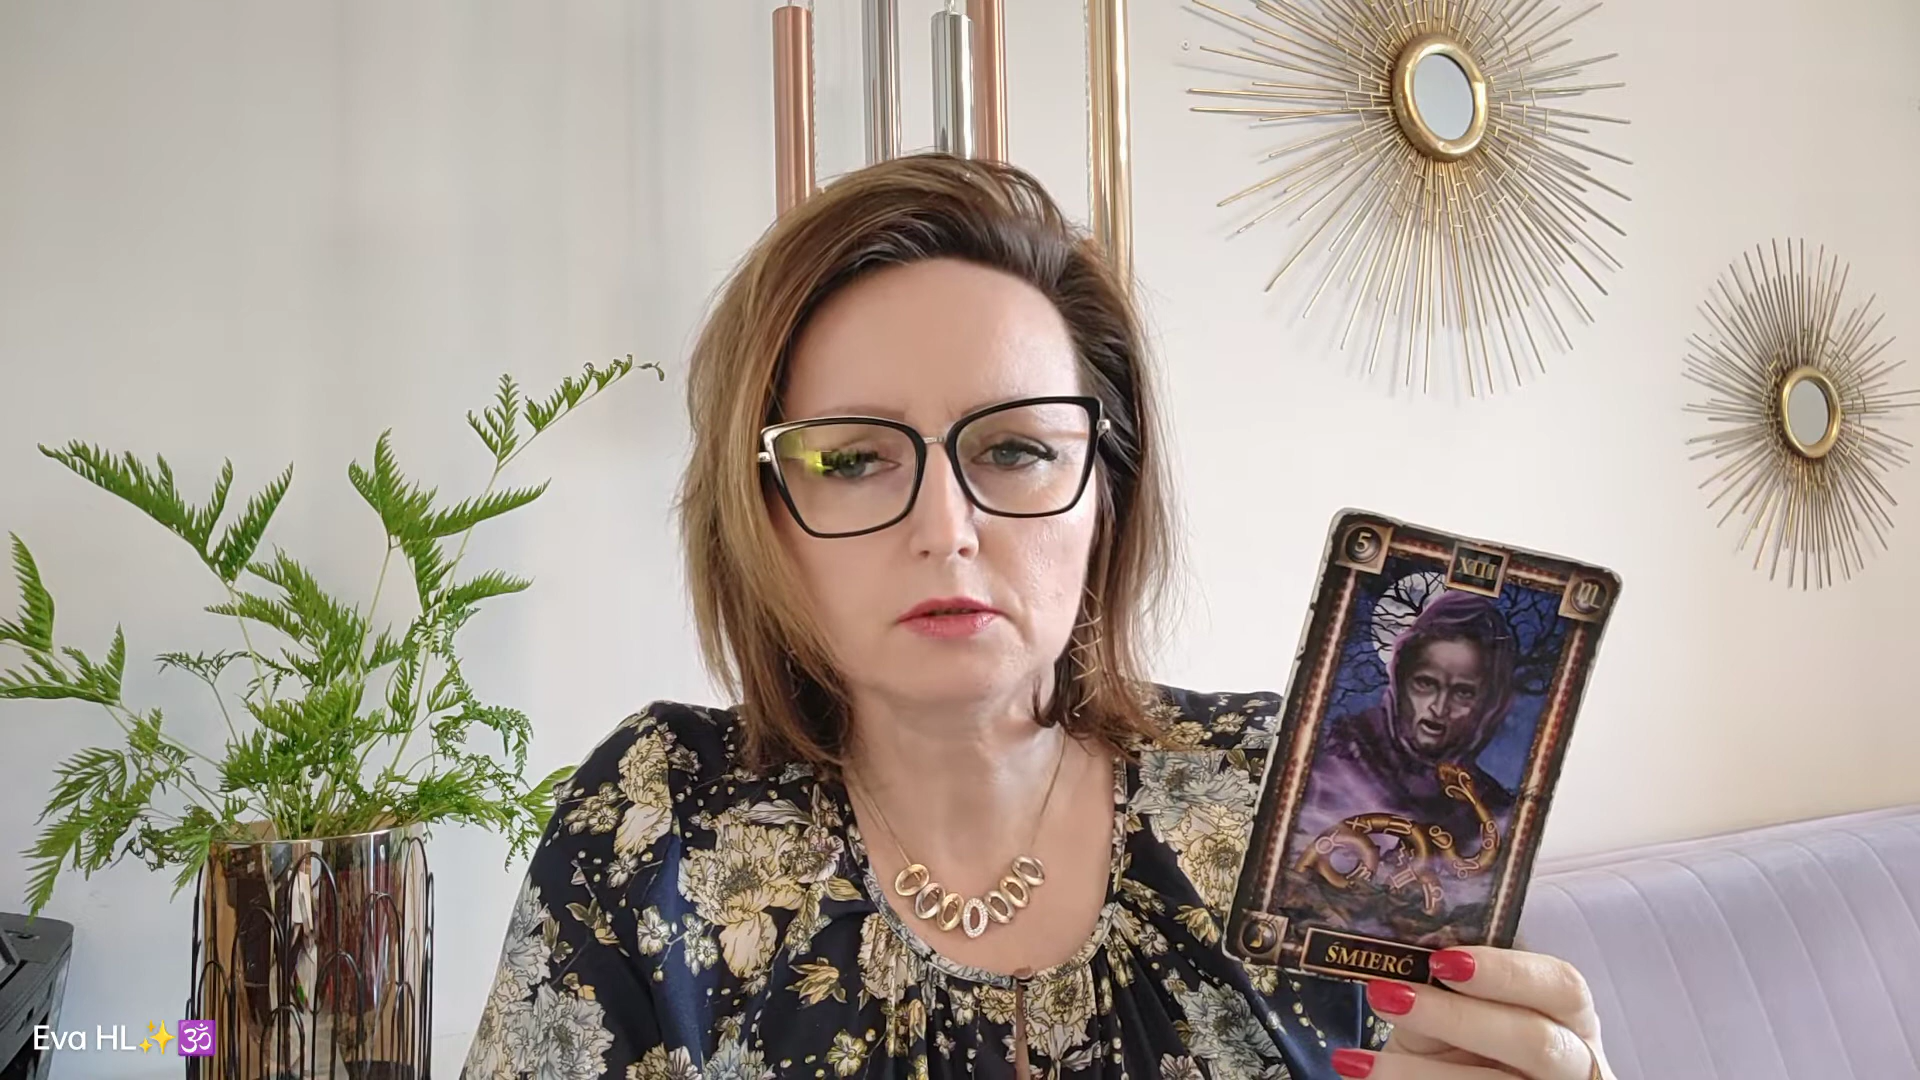 5 XIII ♏
ŚMIERĆ
Eva HL✨🕉